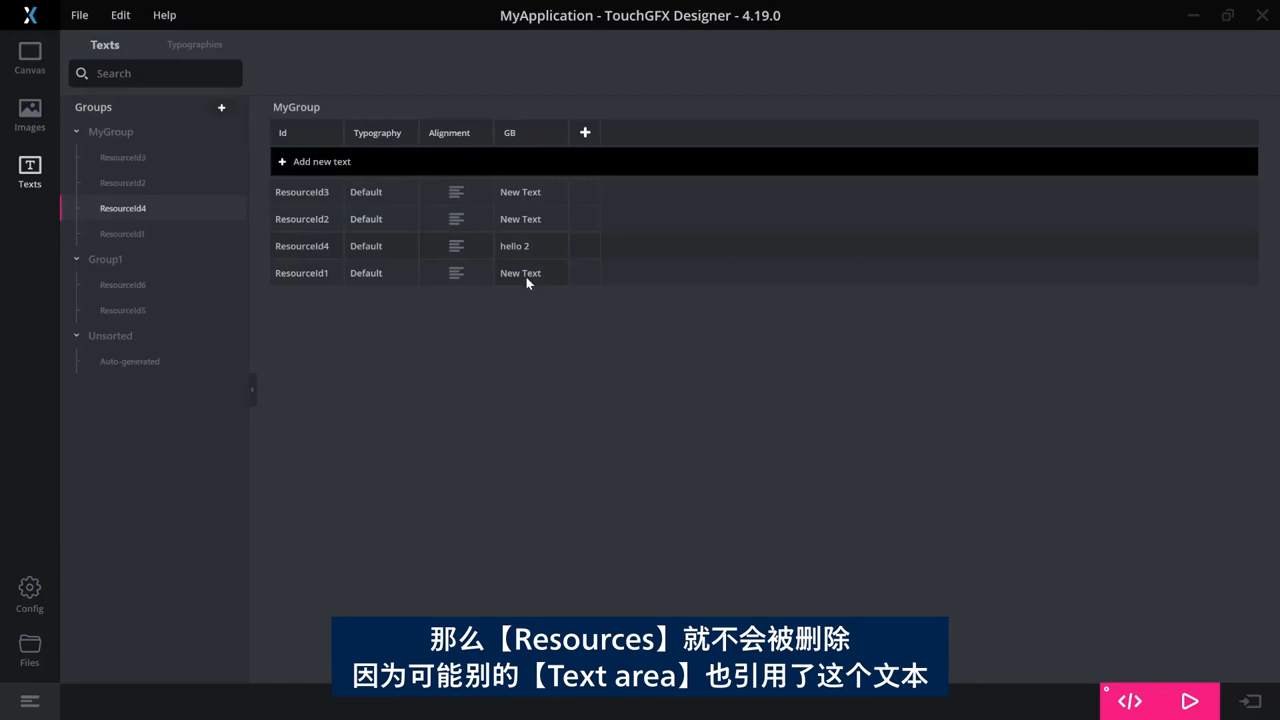 File Edit Help
MyApplication - TouchGFX Designer - 4.19.0
Canvas
Images
Texts
Config
Files
Texts Typographies
Search
Groups +
MyGroup
ResourceId3
ResourceId2
ResourceId4
ResourceId1
Group1
ResourceId6
ResourceId5
Unsorted
Auto-generated
MyGroup
Id Typography Alignment GB +
+ Add new text
ResourceId3 Default New Text
ResourceId2 Default New Text
ResourceId4 Default hello 2
ResourceId1 Default New Text
那么【Resources】就不会被删除
因为可能别的【Text area】也引用了这个文本